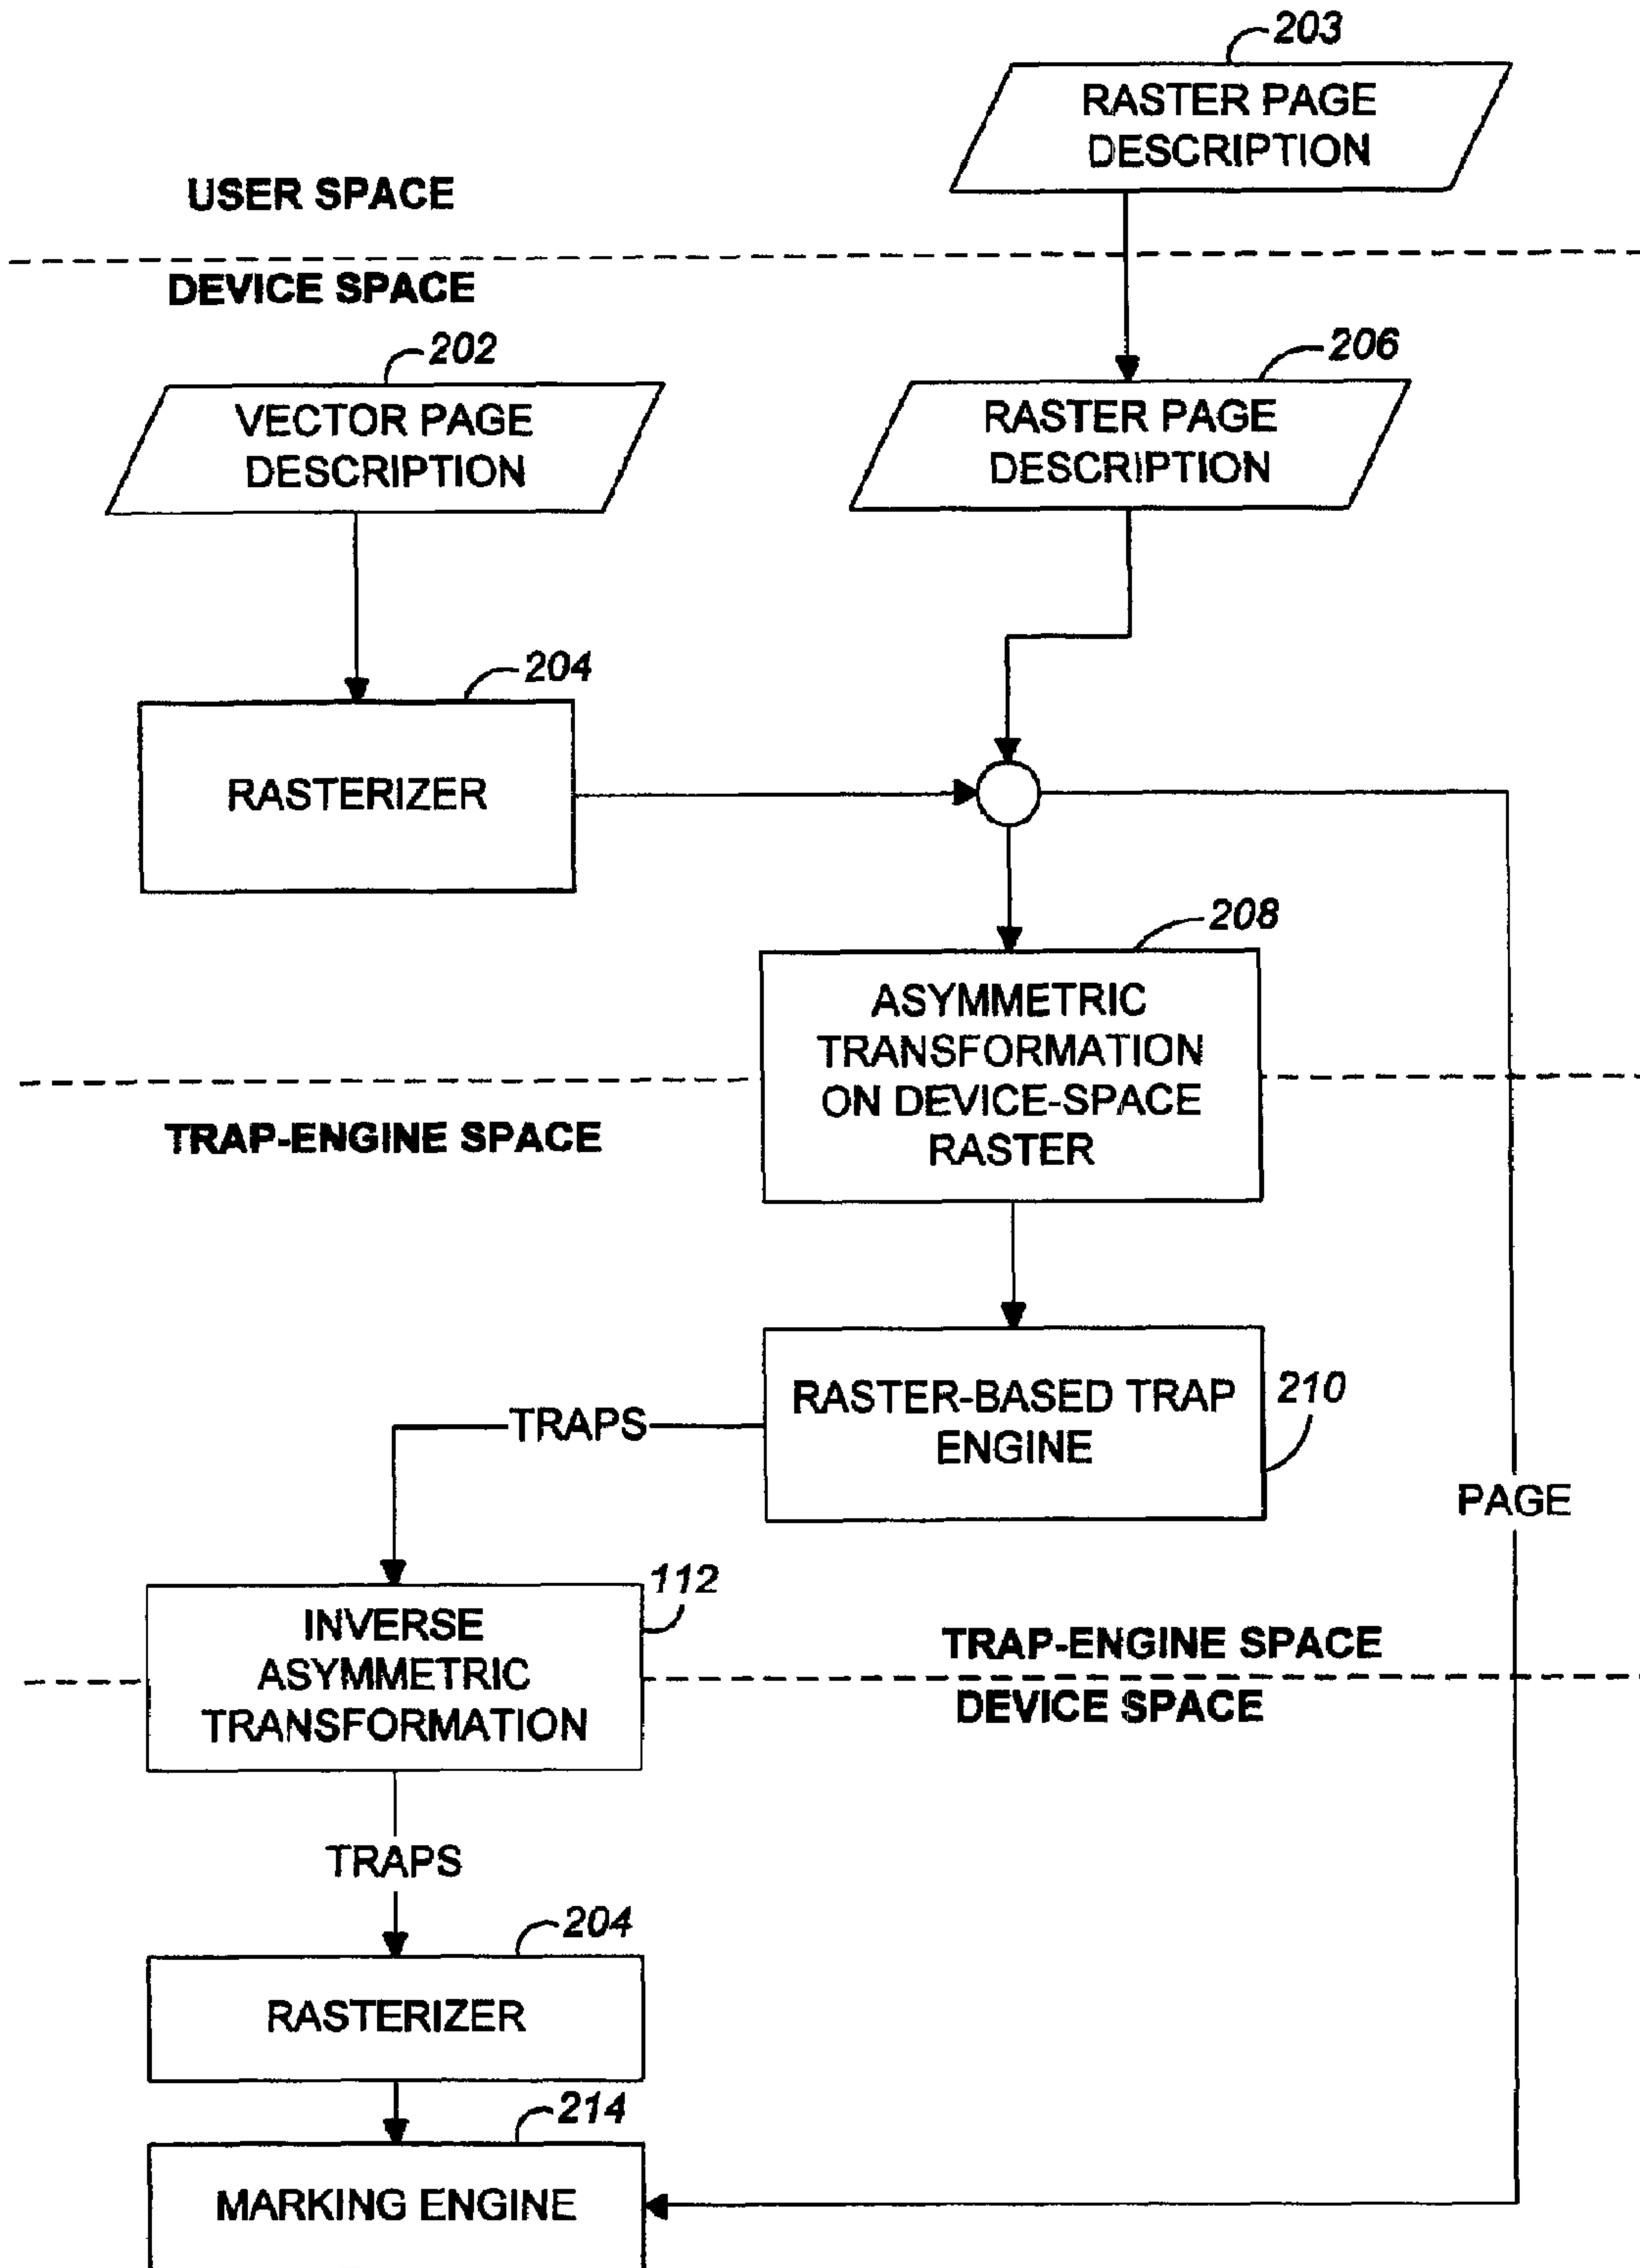 203
RASTER PAGE
DESCRIPTION
USER SPACE
DEVICE SPACE
202
VECTOR PAGE
DESCRIPTION
206
RASTER PAGE
DESCRIPTION
204
RASTERIZER
208
ASYMMETRIC
TRANSFORMATION
ON DEVICE-SPACE
RASTER
TRAP-ENGINE SPACE
RASTER-BASED TRAP
ENGINE
210
TRAPS
PAGE
112
INVERSE
ASYMMETRIC
TRANSFORMATION
TRAP-ENGINE SPACE
DEVICE SPACE
TRAPS
204
RASTERIZER
214
MARKING ENGINE